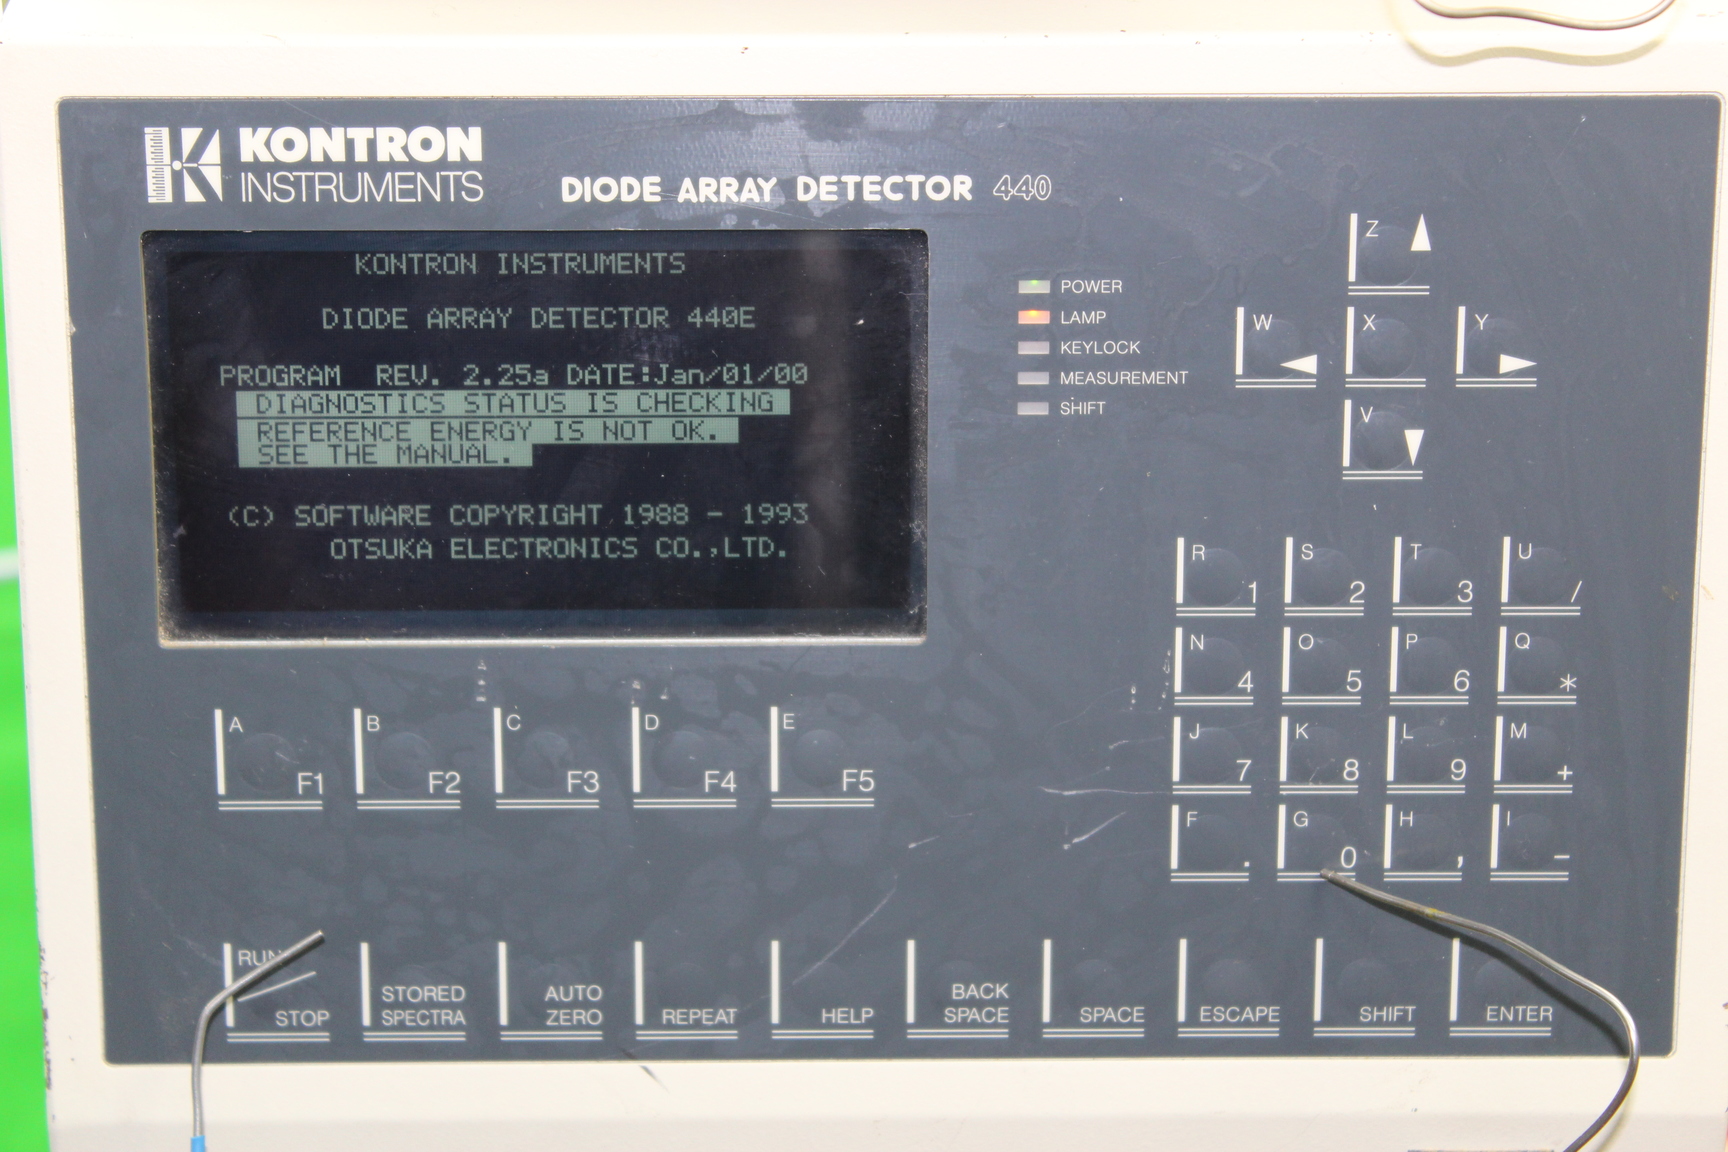 KONTRON
INSTRUMENTS
DIODE ARRAY DETECTOR 440
KONTRON INSTRUMENTS
DIODE ARRAY DETECTOR 440E
PROGRAM REV. 2.25a DATE:Jan/01/00
DIAGNOSTICS STATUS IS CHECKING
REFERENCE ENERGY IS NOT OK.
SEE THE MANUAL.
(C) SOFTWARE COPYRIGHT 1988 - 1993
OTSUKA ELECTRONICS CO.,LTD.
POWER
LAMP
KEYLOCK
MEASUREMENT
SHIFT
Z
W X Y
V
R 1 S 2 T 3 U /
N 4 O 5 P 6 Q *
J 7 K 8 L 9 M +
F . G 0 H , I -
A F1 B F2 C F3 D F4 E F5
RUN
STOP
STORED
SPECTRA
AUTO
ZERO
REPEAT
HELP
BACK
SPACE
SPACE
ESCAPE
SHIFT
ENTER